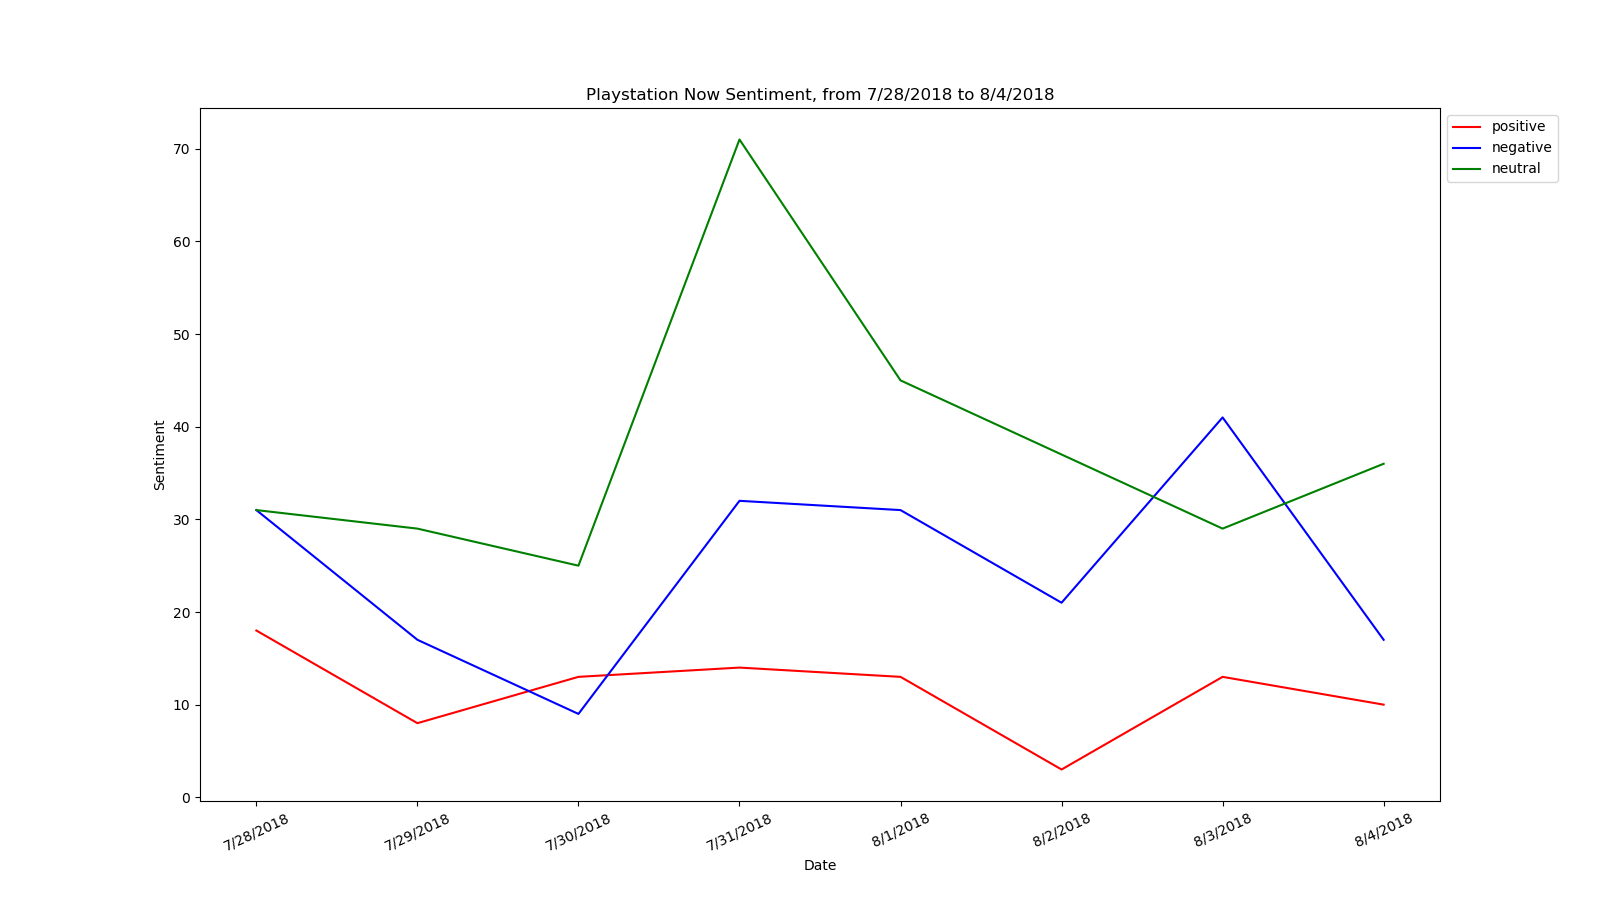 Playstation Now Sentiment, from 7/28/2018 to 8/4/2018
positive
negative
neutral
70
60
50
40
30
20
10
0
Sentiment
7/28/2018
7/29/2018
7/30/2018
7/31/2018
8/1/2018
8/2/2018
8/3/2018
8/4/2018
Date